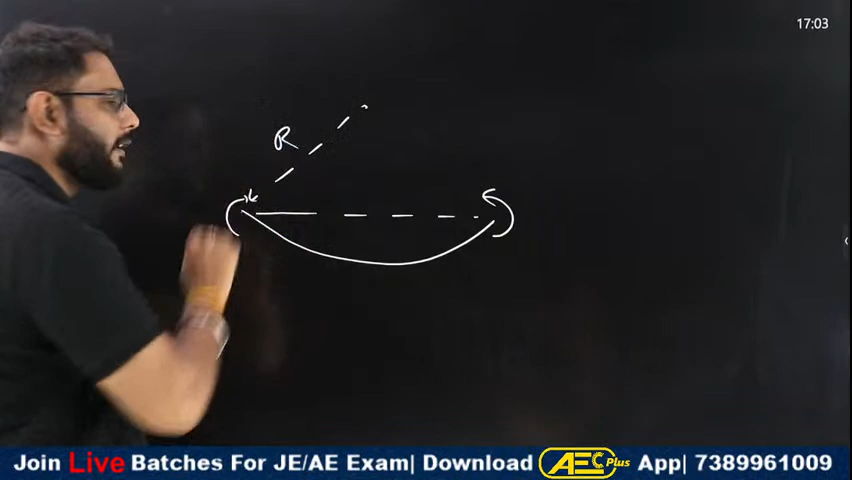 17:03
R
Join Live Batches for JE/AE Exam| Download AEC Plus App| 7389961009